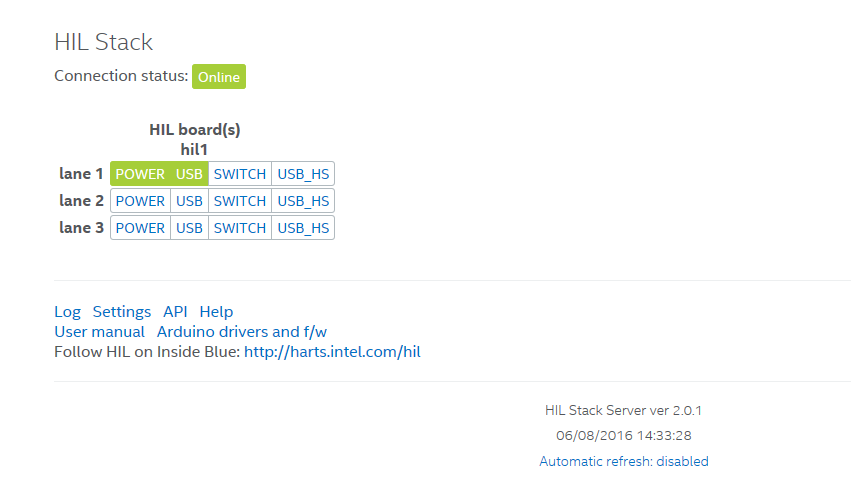 HIL Stack
Connection status: Online
HIL board(s)
hil1
lane 1 POWER USB SWITCH USB_HS
lane 2 POWER USB SWITCH USB_HS
lane 3 POWER USB SWITCH USB_HS
Log Settings API Help
User manual Arduino drivers and f/w
Follow HIL on Inside Blue: http://harts.intel.com/hil
HIL Stack Server ver 2.0.1
06/08/2016 14:33:28
Automatic refresh: disabled